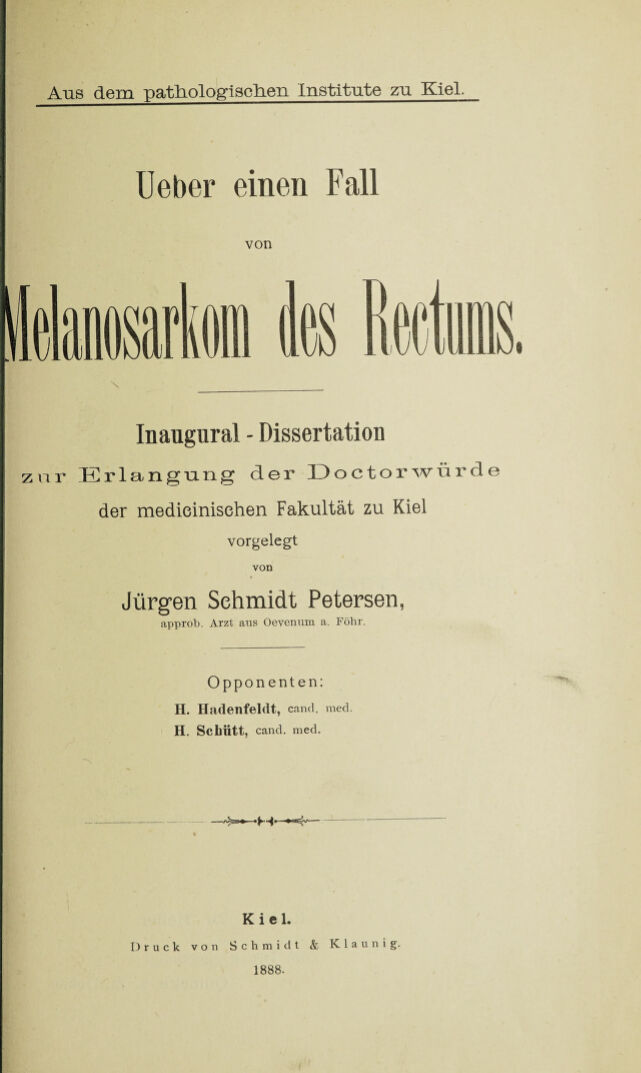 Aus dem pathologischen Institute zu Kiel.
Ueber einen Fall
von
Melanosarkom des Rectums.
Inaugural - Dissertation
zur Erlangung der Doctorwürde
der medicinischen Fakultät zu Kiel
vorgelegt
von
Jürgen Schmidt Petersen,
approb. Arzt aus Oevenum a. Föhr.
Opponenten:
H. Hadenfeldt, cand. med.
H. Schütt, cand. med.
Kiel.
Druck von Schmidt & Klaunig.
1888.